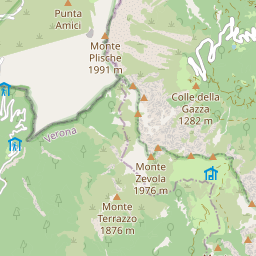 Punta
Amici
Monte
Plische
1991 m
Colle della
Gazza
1282 m
Verona
Monte
Zevola
1976 m
Monte
Terrazzo
1876 m